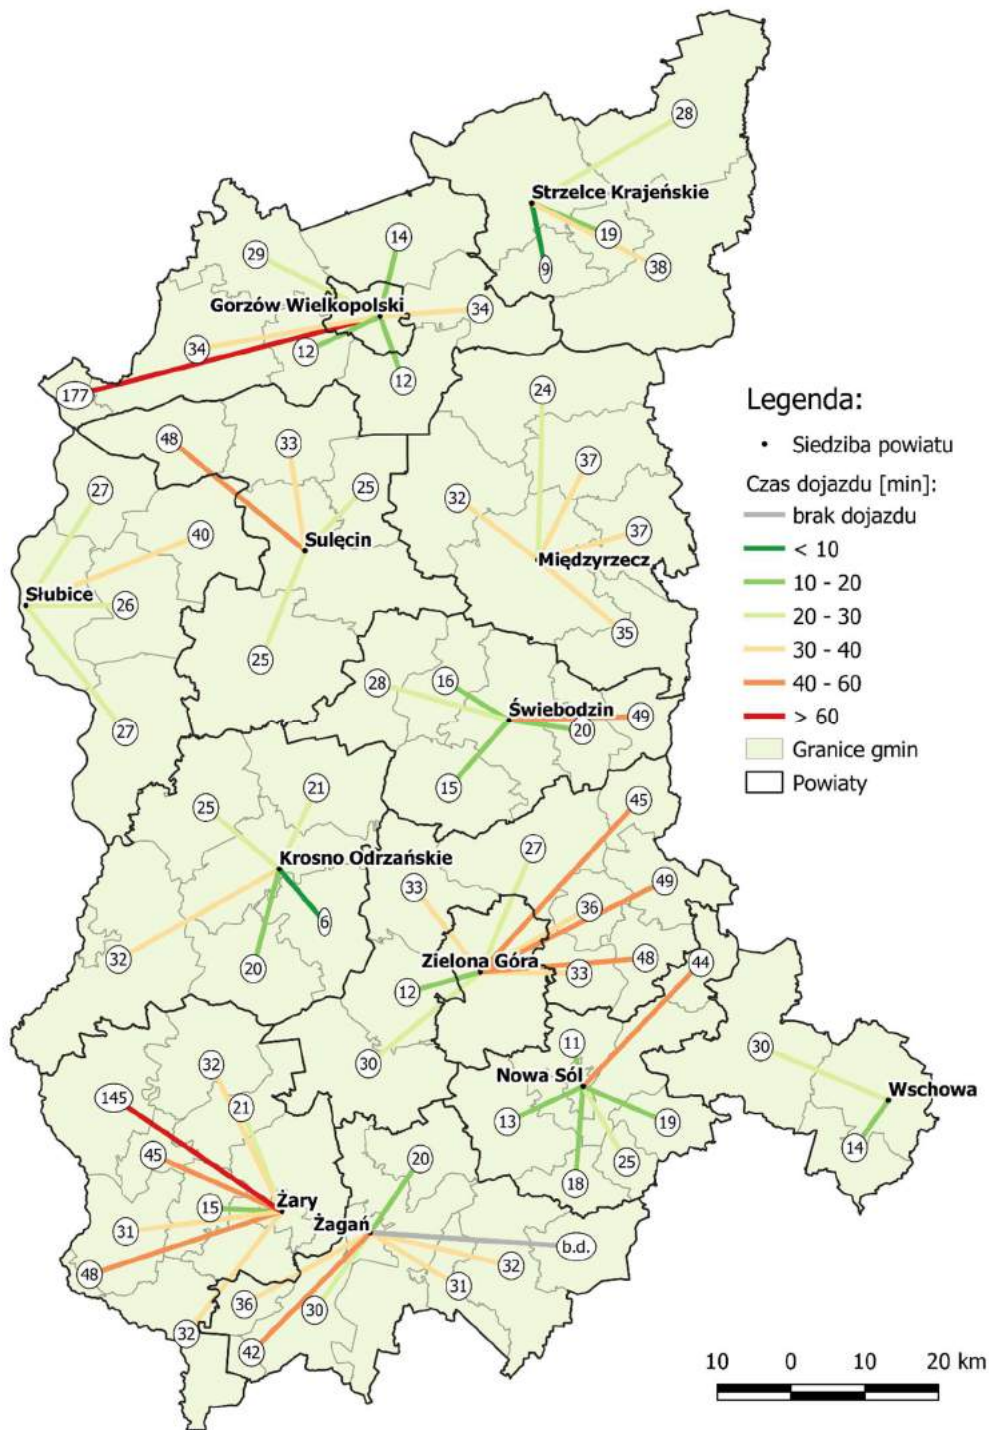 28
Strzelce Krajeńskie
19
9
38
14
29
Gorzów Wielkopolski
34
34
12
12
177
24
48
33
37
27
25
32
40
37
Sulęcin
Międzyrzecz
Słubice
26
35
25
28
16
Świebodzin
49
20
27
15
21
25
45
Krosno Odrzańskie
27
33
49
36
6
32
20
Zielona Góra
48
44
33
12
11
30
30
32
Nowa Sól
Wschowa
145
21
13
19
14
45
20
25
18
15
Żary
31
Żagań
b.d.
48
32
31
36
30
32
42
Legenda:
Siedziba powiatu
Czas dojazdu [min]:
brak dojazdu
< 10
10 - 20
20 - 30
30 - 40
40 - 60
> 60
Granice gmin
Powiaty
10 0 10 20 km